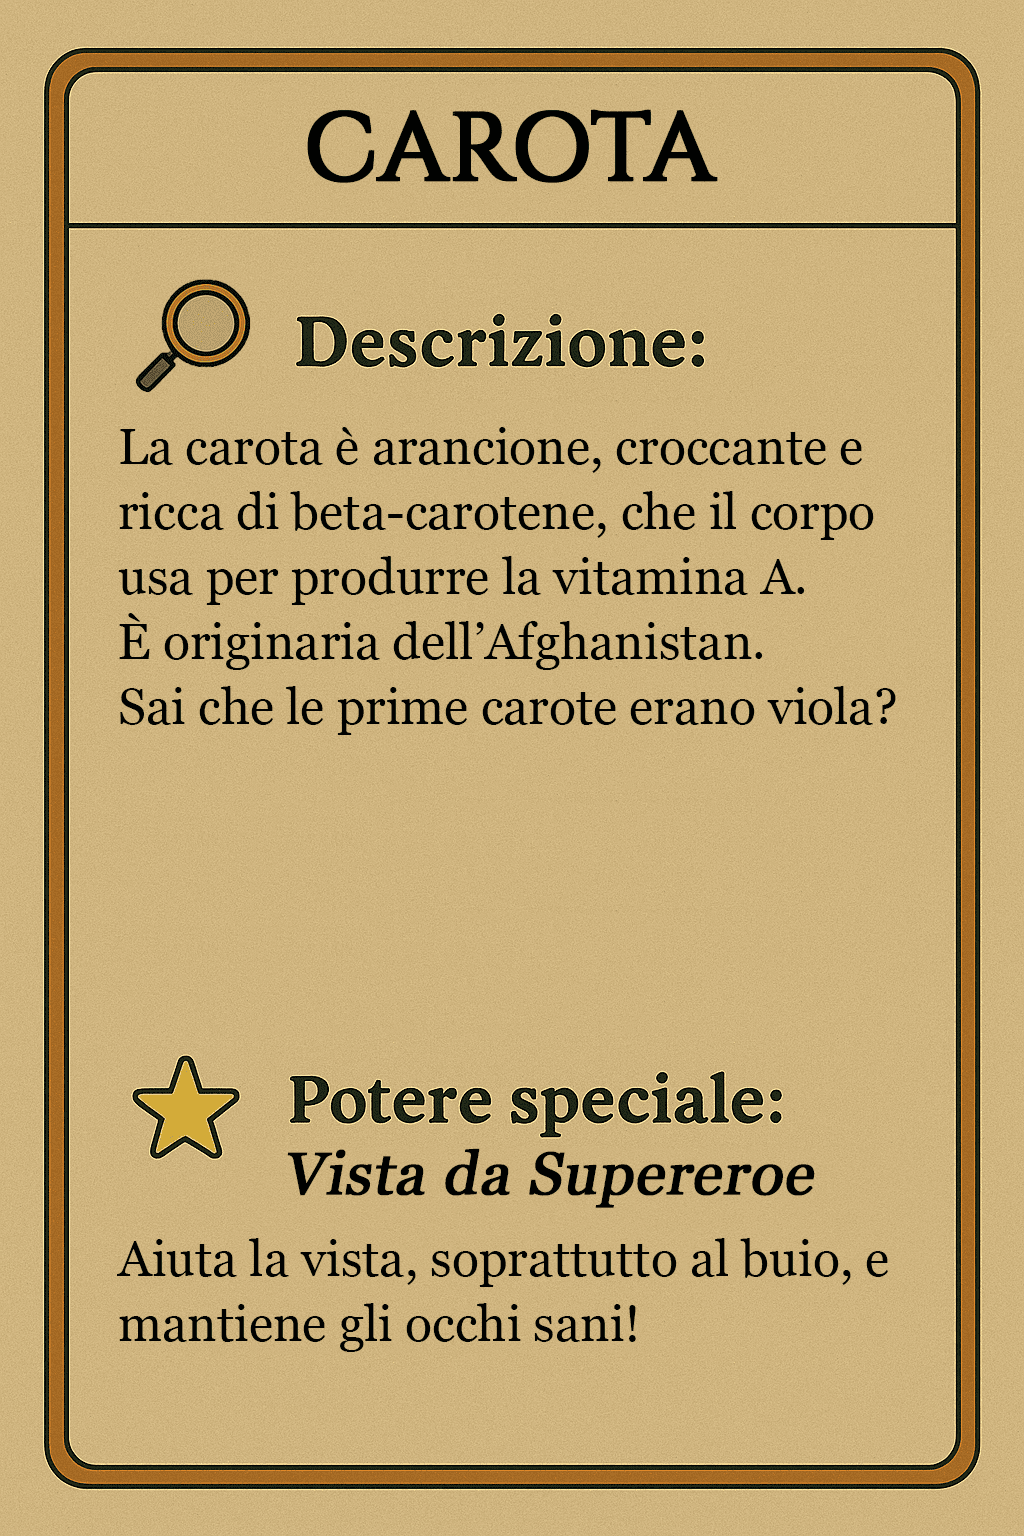 CAROTA
Descrizione:
La carota è arancione, croccante e
ricca di beta-carotene, che il corpo
usa per produrre la vitamina A.
È originaria dell’Afghanistan.
Sai che le prime carote erano viola?
Potere speciale:
Vista da Supereroe
Aiuta la vista, soprattutto al buio, e
mantiene gli occhi sani!